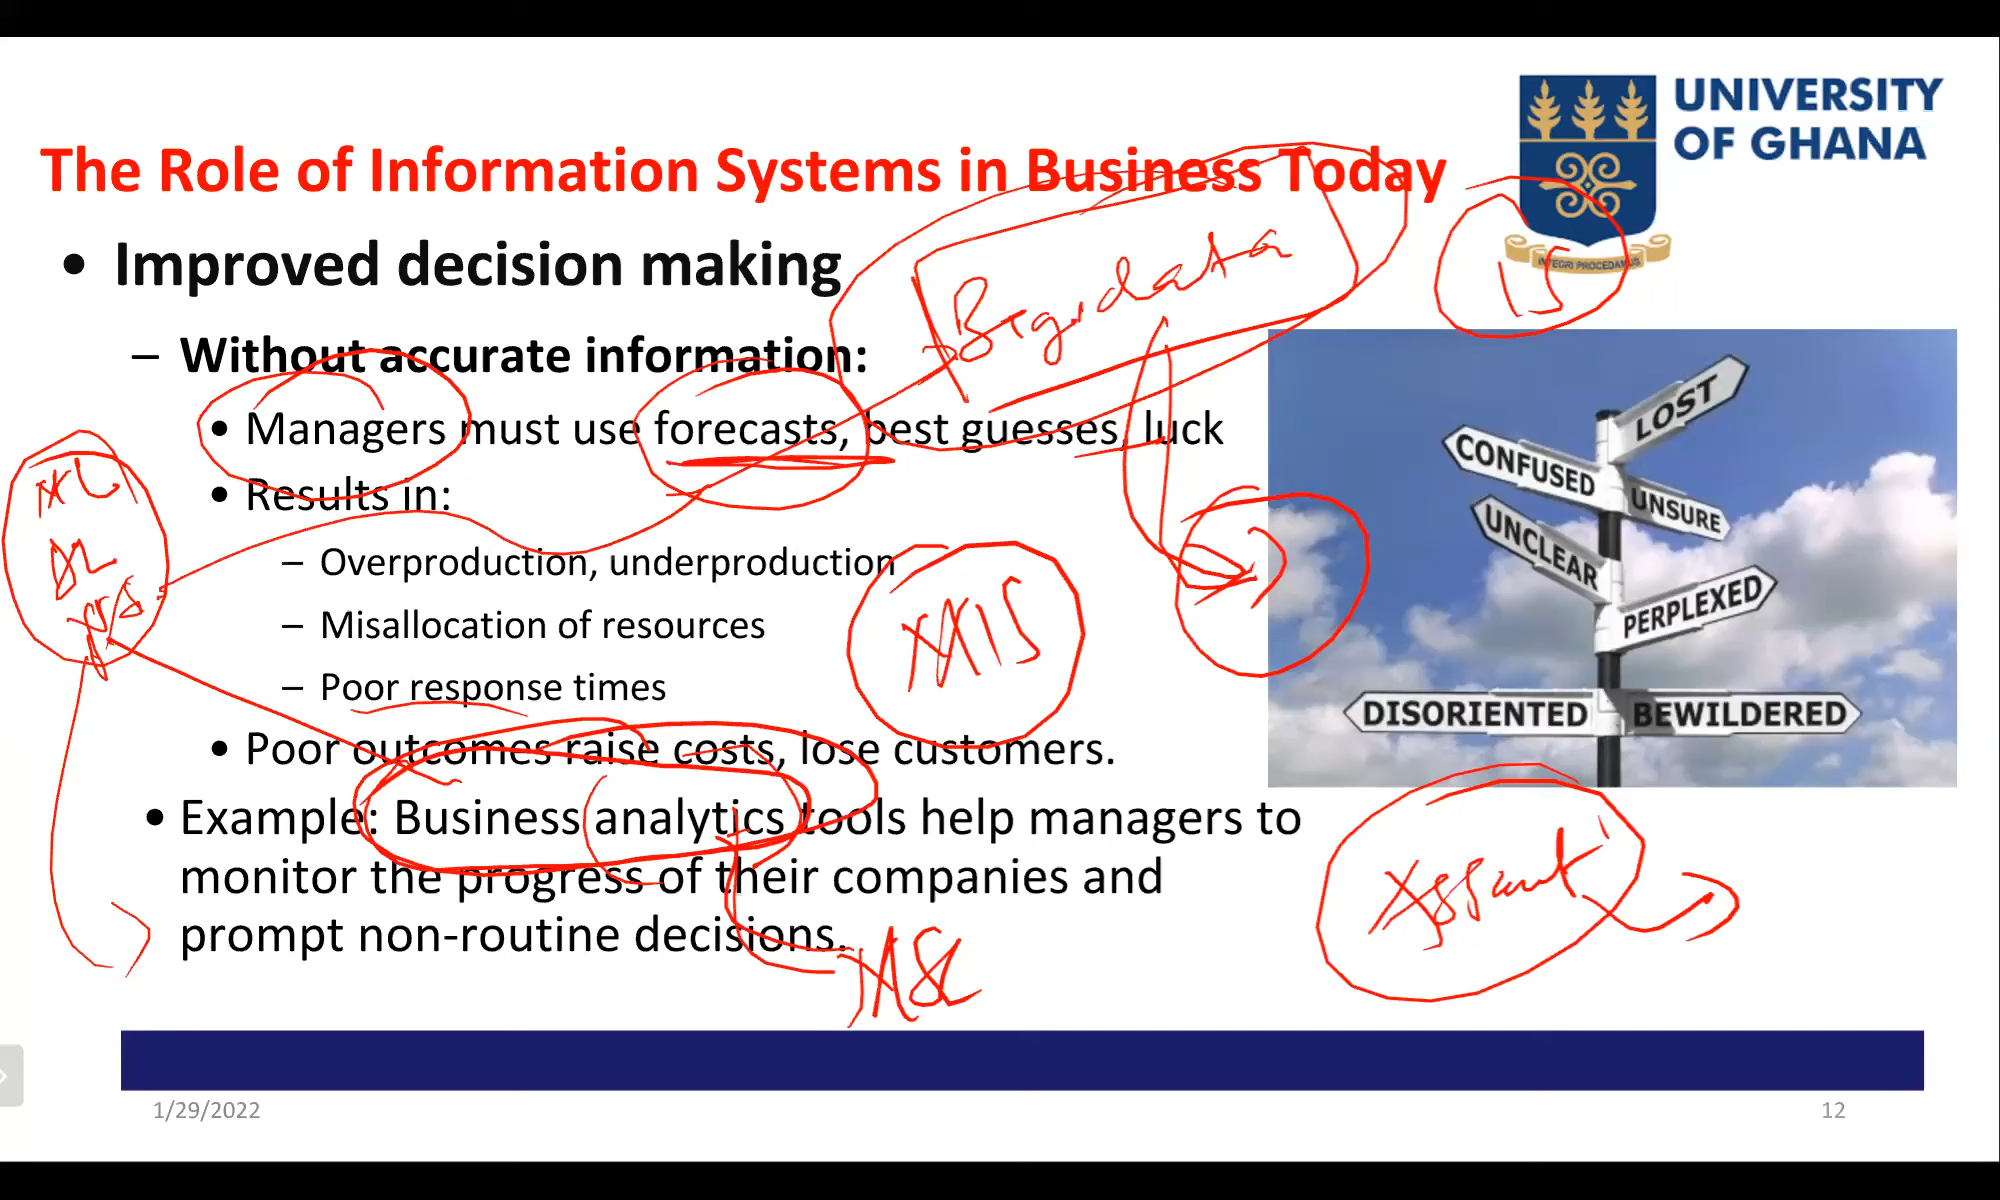 UNIVERSITY
OF GHANA
INTEGRI PROCEDAMUS
The Role of Information Systems in Business Today
• Improved decision making
– Without accurate information:
• Managers must use forecasts, best guesses, luck
• Results in:
– Overproduction, underproduction
– Misallocation of resources
– Poor response times
• Poor outcomes raise costs, lose customers.
• Example: Business analytics tools help managers to
monitor the progress of their companies and
prompt non-routine decisions.
Big data
IS
LOST
CONFUSED
UNSURE
UNCLEAR
PERPLEXED
DISORIENTED
BEWILDERED
1/29/2022
12